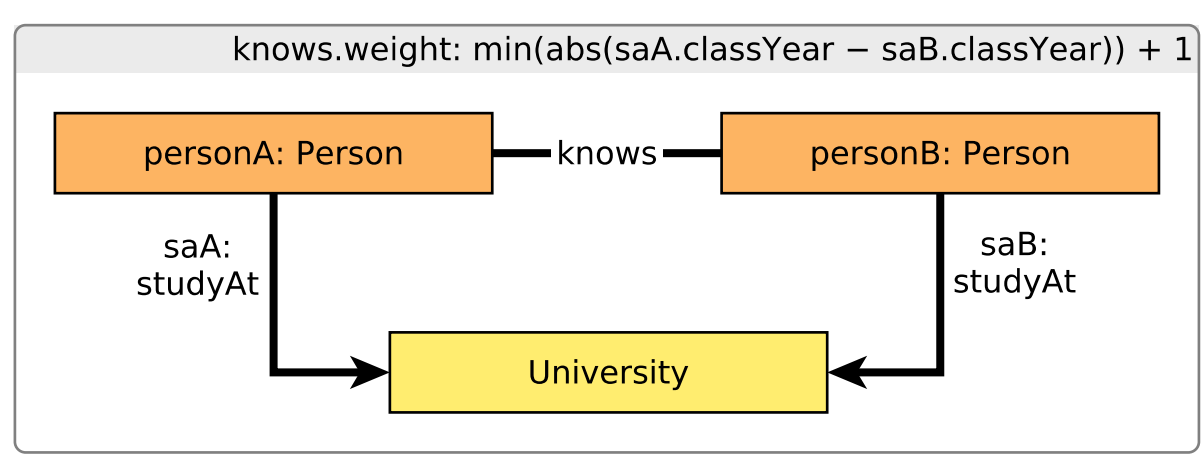 knows.weight: min(abs(saA.classYear − saB.classYear)) + 1
personA: Person
knows
personB: Person
saA:
studyAt
saB:
studyAt
University